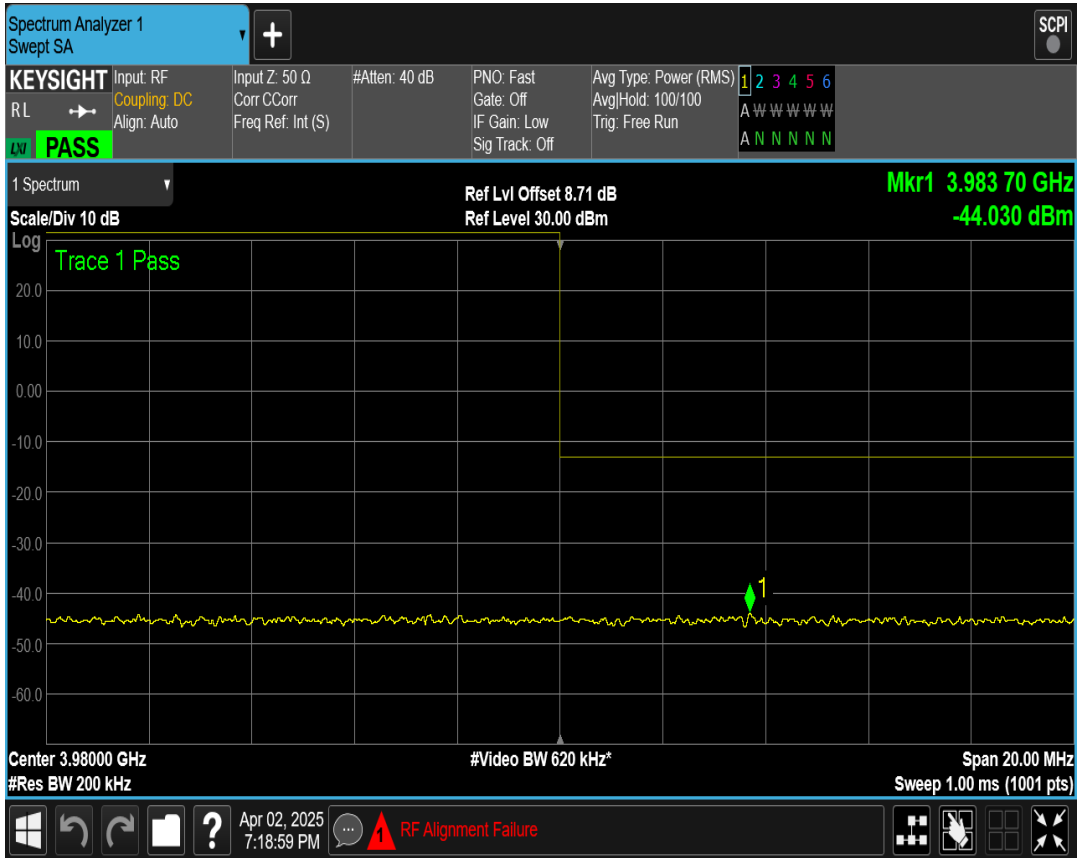 Spectrum Analyzer 1
Swept SA
+
SCPI
KEYSIGHT
RL
LXI PASS
Input: RF
Coupling: DC
Align: Auto
Input Z: 50 Ω
Corr CCorr
Freq Ref: Int (S)
#Atten: 40 dB
PNO: Fast
Gate: Off
IF Gain: Low
Sig Track: Off
Avg Type: Power (RMS)
Avg|Hold: 100/100
Trig: Free Run
1 2 3 4 5 6
A W W W W W
A N N N N N
1 Spectrum
Scale/Div 10 dB
Ref Lvl Offset 8.71 dB
Ref Level 30.00 dBm
Mkr1 3.983 70 GHz
-44.030 dBm
Log
Trace 1 Pass
20.0
10.0
0.00
-10.0
-20.0
-30.0
-40.0
1
-50.0
-60.0
Center 3.98000 GHz
#Res BW 200 kHz
#Video BW 620 kHz*
Span 20.00 MHz
Sweep 1.00 ms (1001 pts)
?
Apr 02, 2025
7:18:59 PM
1
RF Alignment Failure